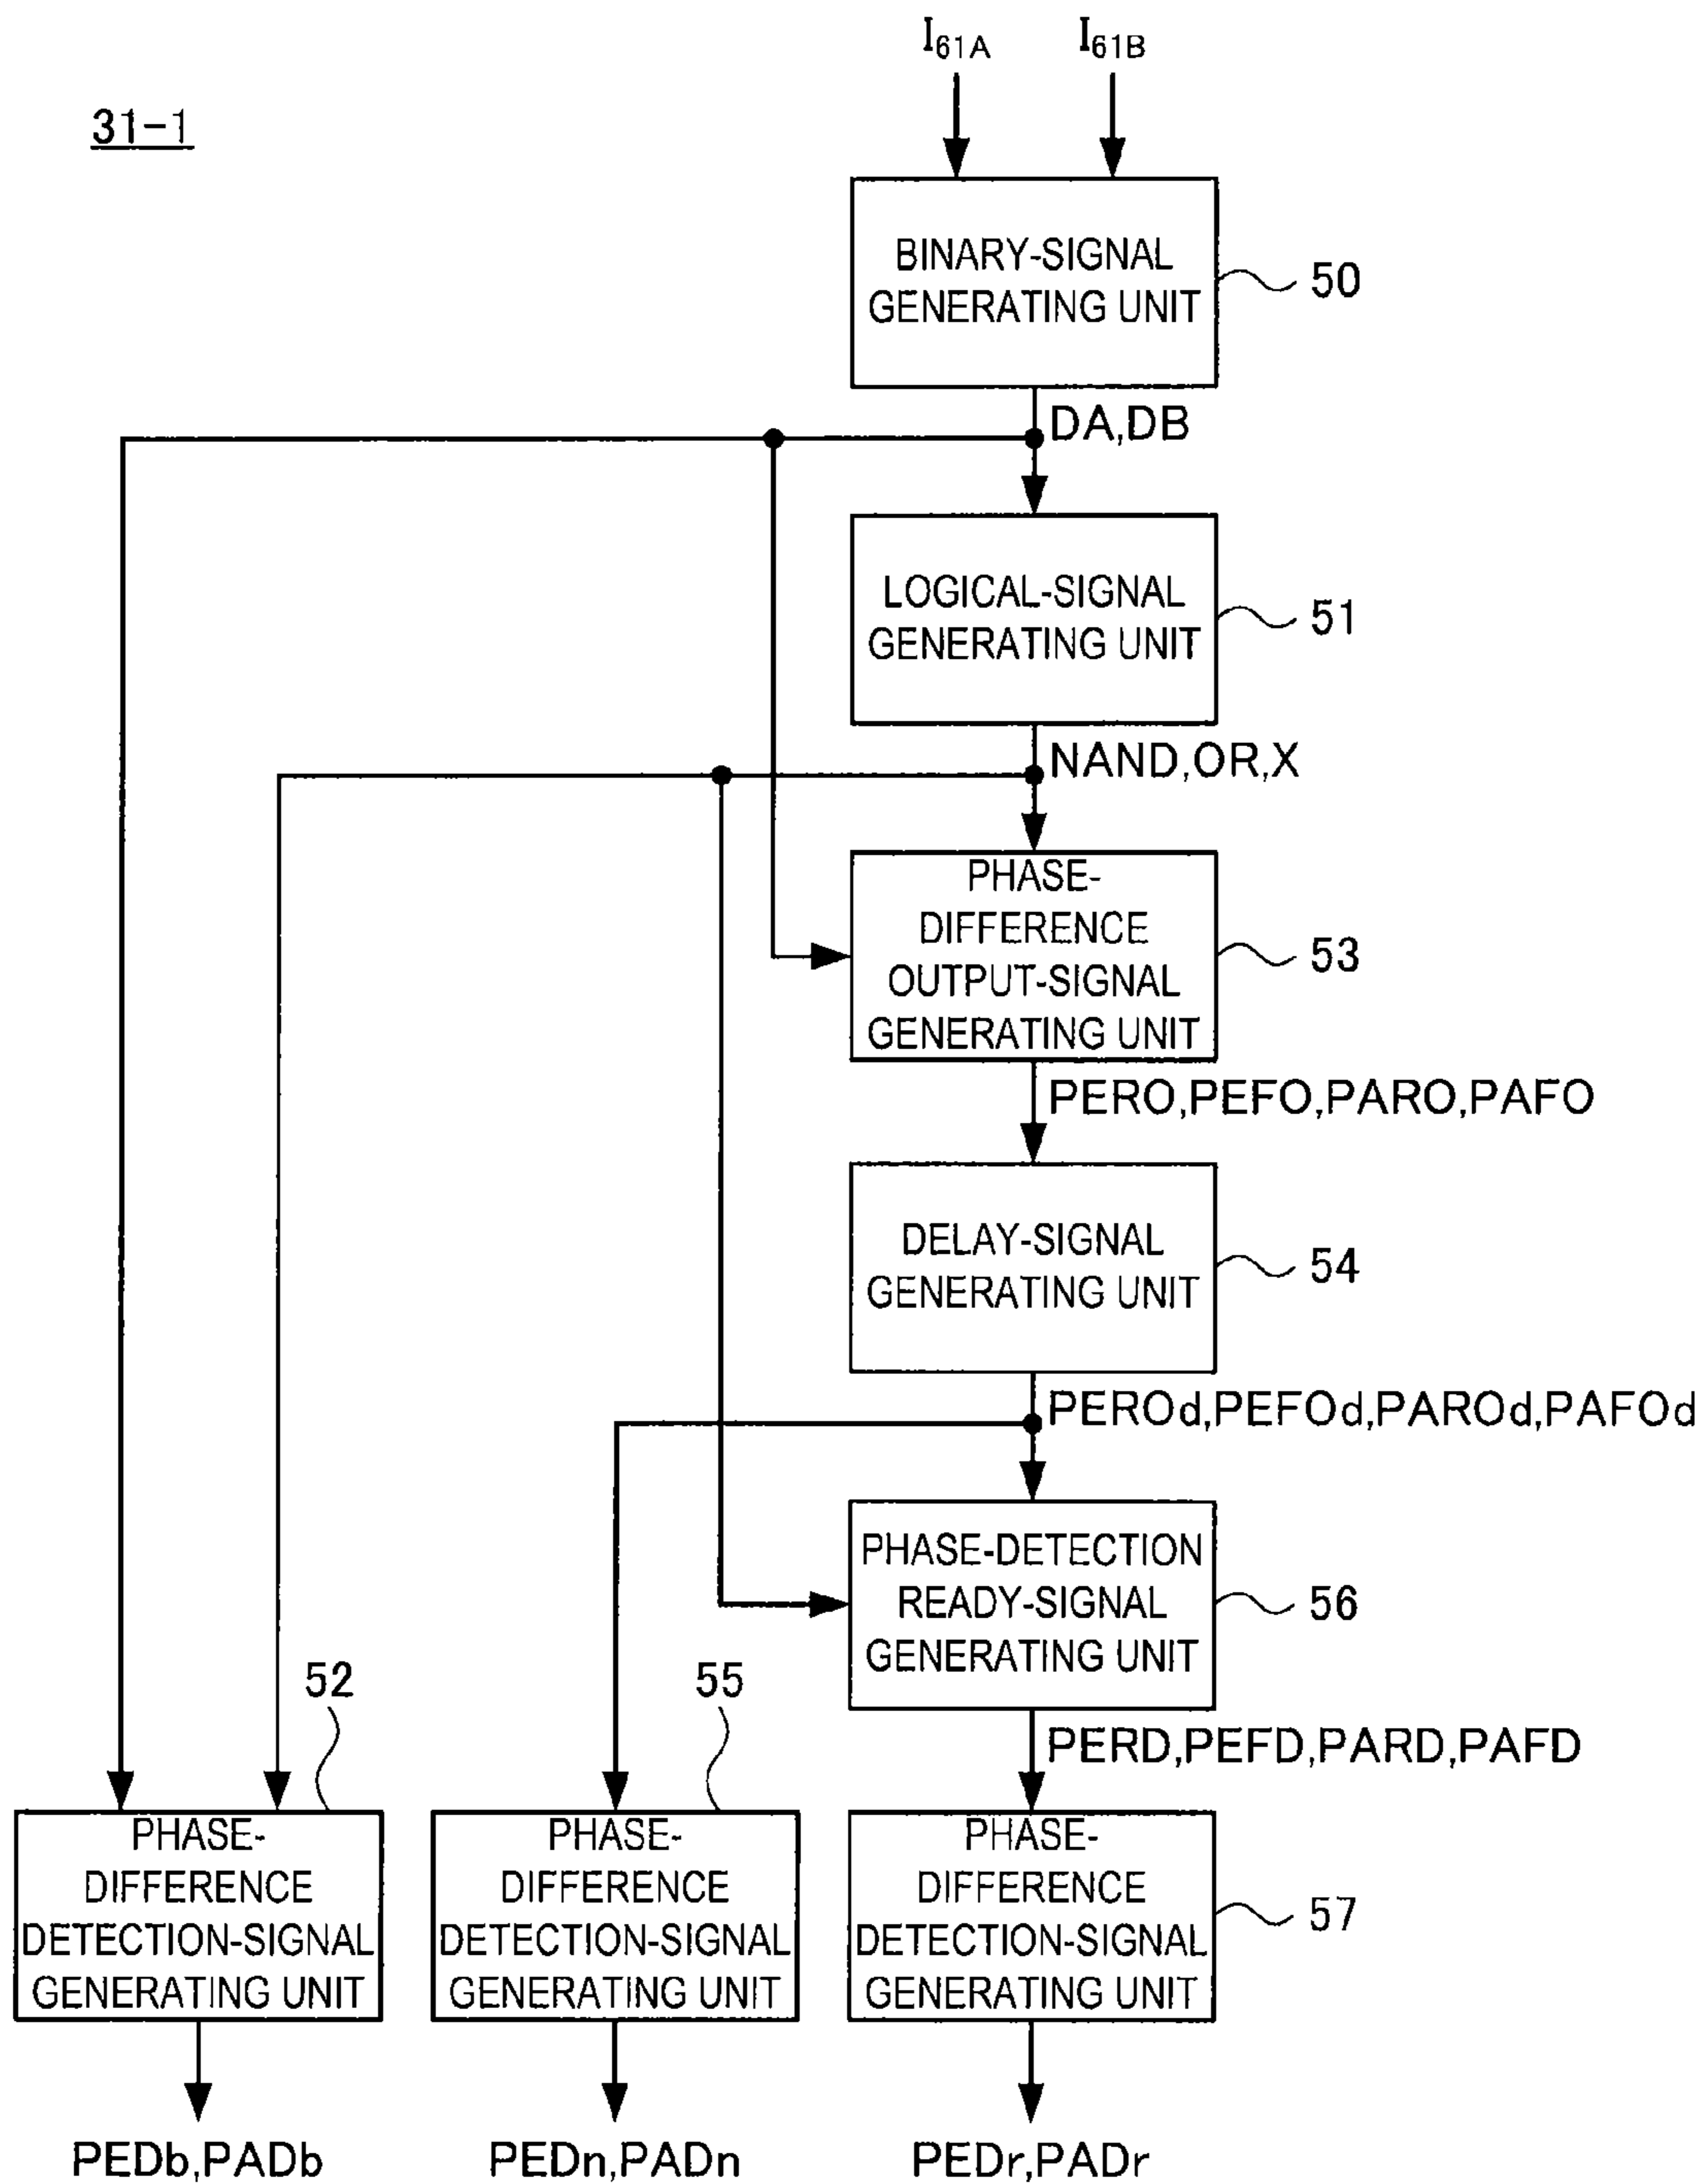 I61A I61B
31-1
BINARY-SIGNAL
GENERATING UNIT
50
DA,DB
LOGICAL-SIGNAL
GENERATING UNIT
51
NAND,OR,X
PHASE-
DIFFERENCE
OUTPUT-SIGNAL
GENERATING UNIT
53
PERO,PEFO,PARO,PAFO
DELAY-SIGNAL
GENERATING UNIT
54
PEROd,PEFOd,PAROd,PAFOd
PHASE-DETECTION
READY-SIGNAL
GENERATING UNIT
56
PERD,PEFD,PARD,PAFD
52
PHASE-
DIFFERENCE
DETECTION-SIGNAL
GENERATING UNIT
55
PHASE-
DIFFERENCE
DETECTION-SIGNAL
GENERATING UNIT
PHASE-
DIFFERENCE
DETECTION-SIGNAL
GENERATING UNIT
57
PEDb,PADb
PEDn,PADn
PEDr,PADr